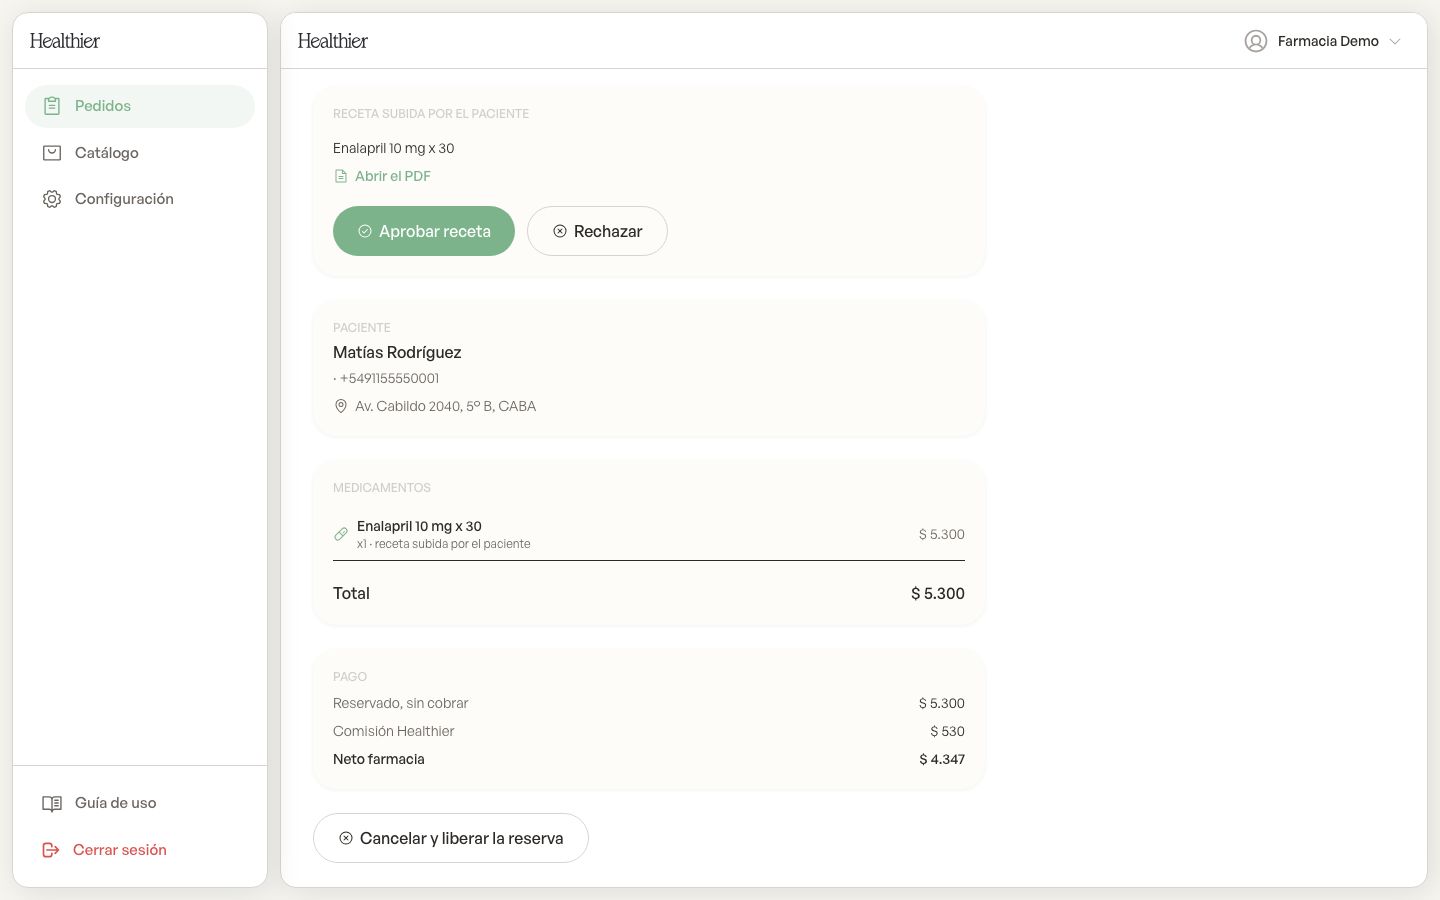 Healthier
Pedidos
Catálogo
Configuración
Guía de uso
Cerrar sesión
Healthier
Farmacia Demo
RECETA SUBIDA POR EL PACIENTE
Enalapril 10 mg x 30
Abrir el PDF
Aprobar receta
Rechazar
PACIENTE
Matías Rodríguez
· +5491155550001
Av. Cabildo 2040, 5º B, CABA
MEDICAMENTOS
Enalapril 10 mg x 30
x1 · receta subida por el paciente
$ 5.300
Total $ 5.300
PAGO
Reservado, sin cobrar $ 5.300
Comisión Healthier $ 530
Neto farmacia $ 4.347
Cancelar y liberar la reserva